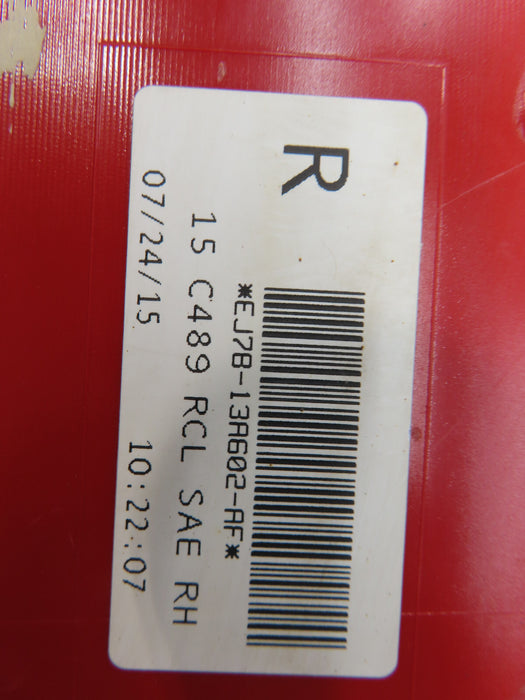 R
*EJ7B-13A602-AF*
15 C489 RCL SAE RH
07/24/15 10:22:07